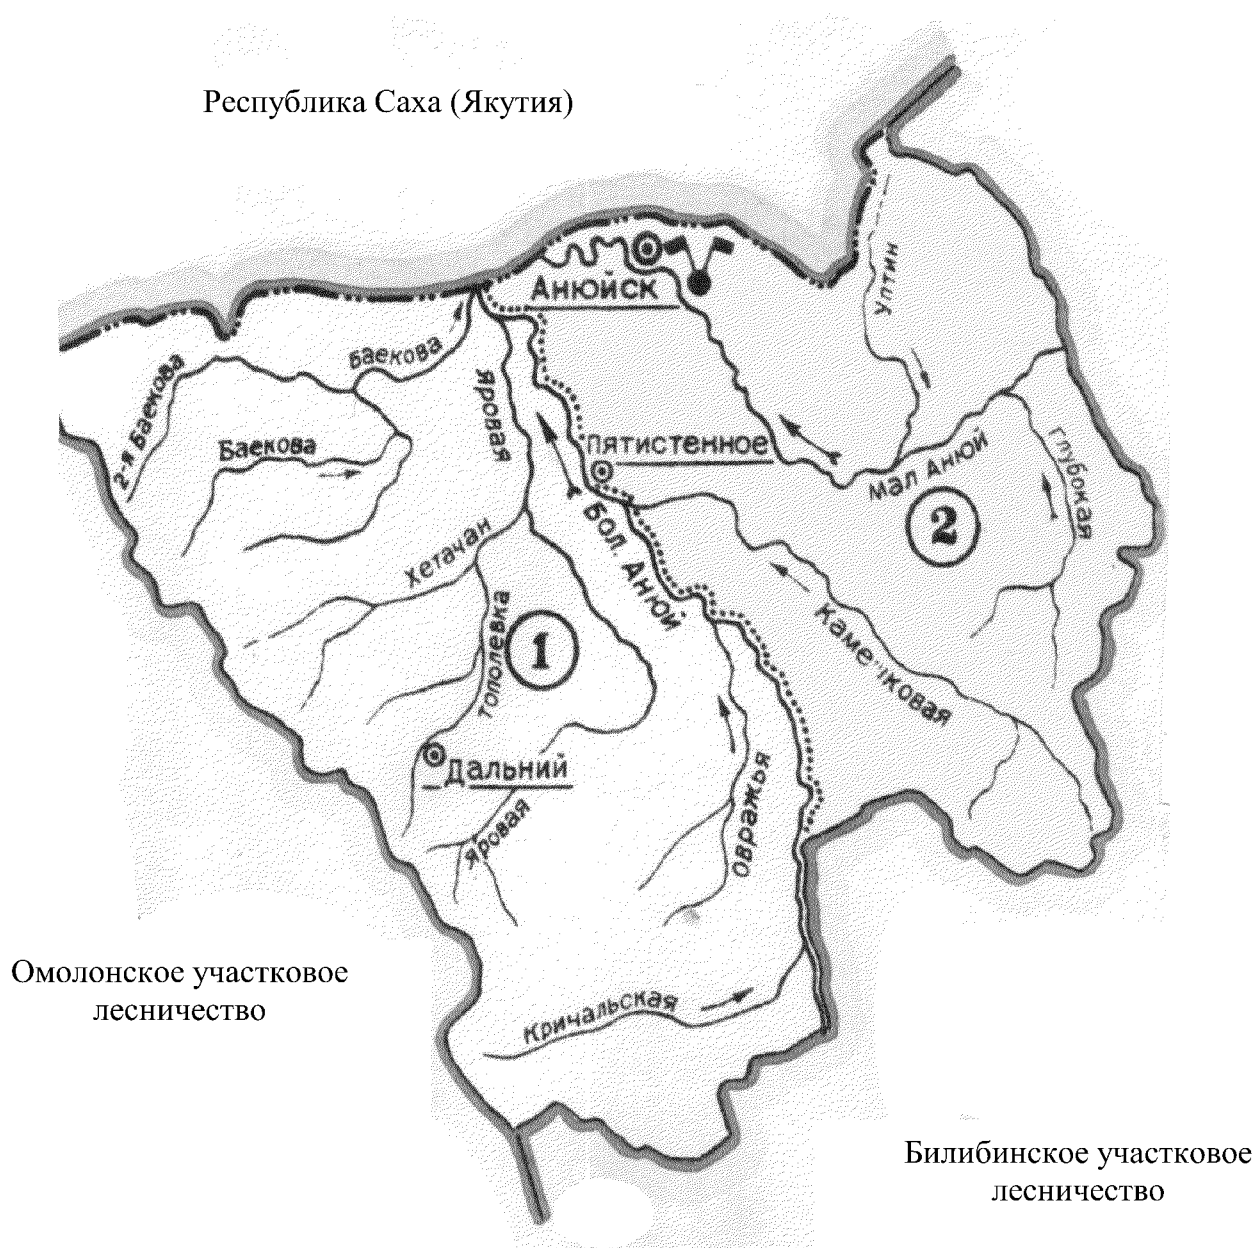 Республика Саха (Якутия)
Анюйск
Уптин
Баекова
2-я Баекова
Яровая
Баекова
Пятистенное
мал Анюй
Глубокая
2
Хетачан
Бол. Анюй
Тополевка
1
Дальний
Яровая
Овражья
Кричальская
Омолонское участковое
лесничество
Билибинское участковое
лесничество